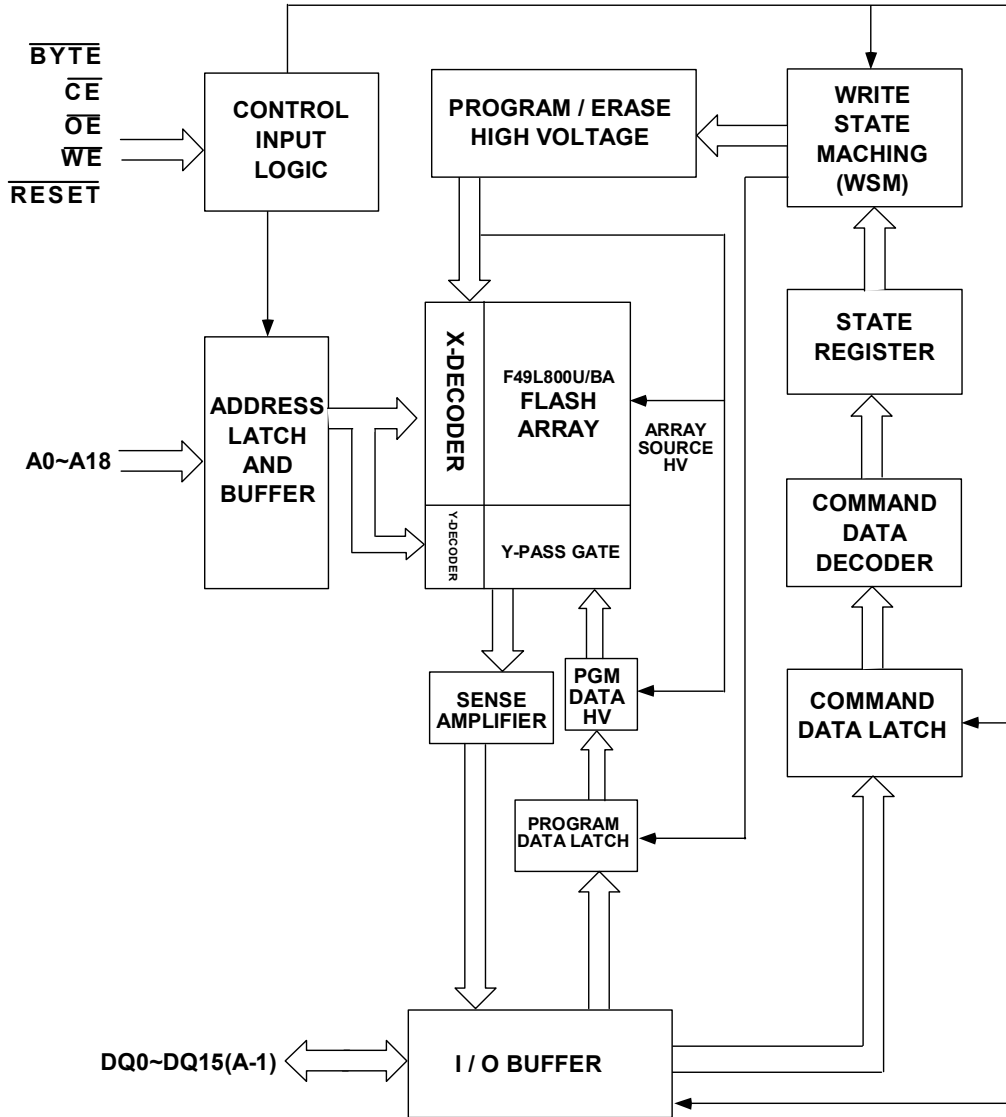 BYTE
CE
OE
WE
RESET
CONTROL
INPUT
LOGIC
PROGRAM / ERASE
HIGH VOLTAGE
WRITE
STATE
MACHING
(WSM)
STATE
REGISTER
A0~A18
ADDRESS
LATCH
AND
BUFFER
X-DECODER
F49L800U/BA
FLASH
ARRAY
ARRAY
SOURCE
HV
Y-DECODER
Y-PASS GATE
COMMAND
DATA
DECODER
SENSE
AMPLIFIER
PGM
DATA
HV
COMMAND
DATA LATCH
PROGRAM
DATA LATCH
DQ0~DQ15(A-1)
I / O BUFFER